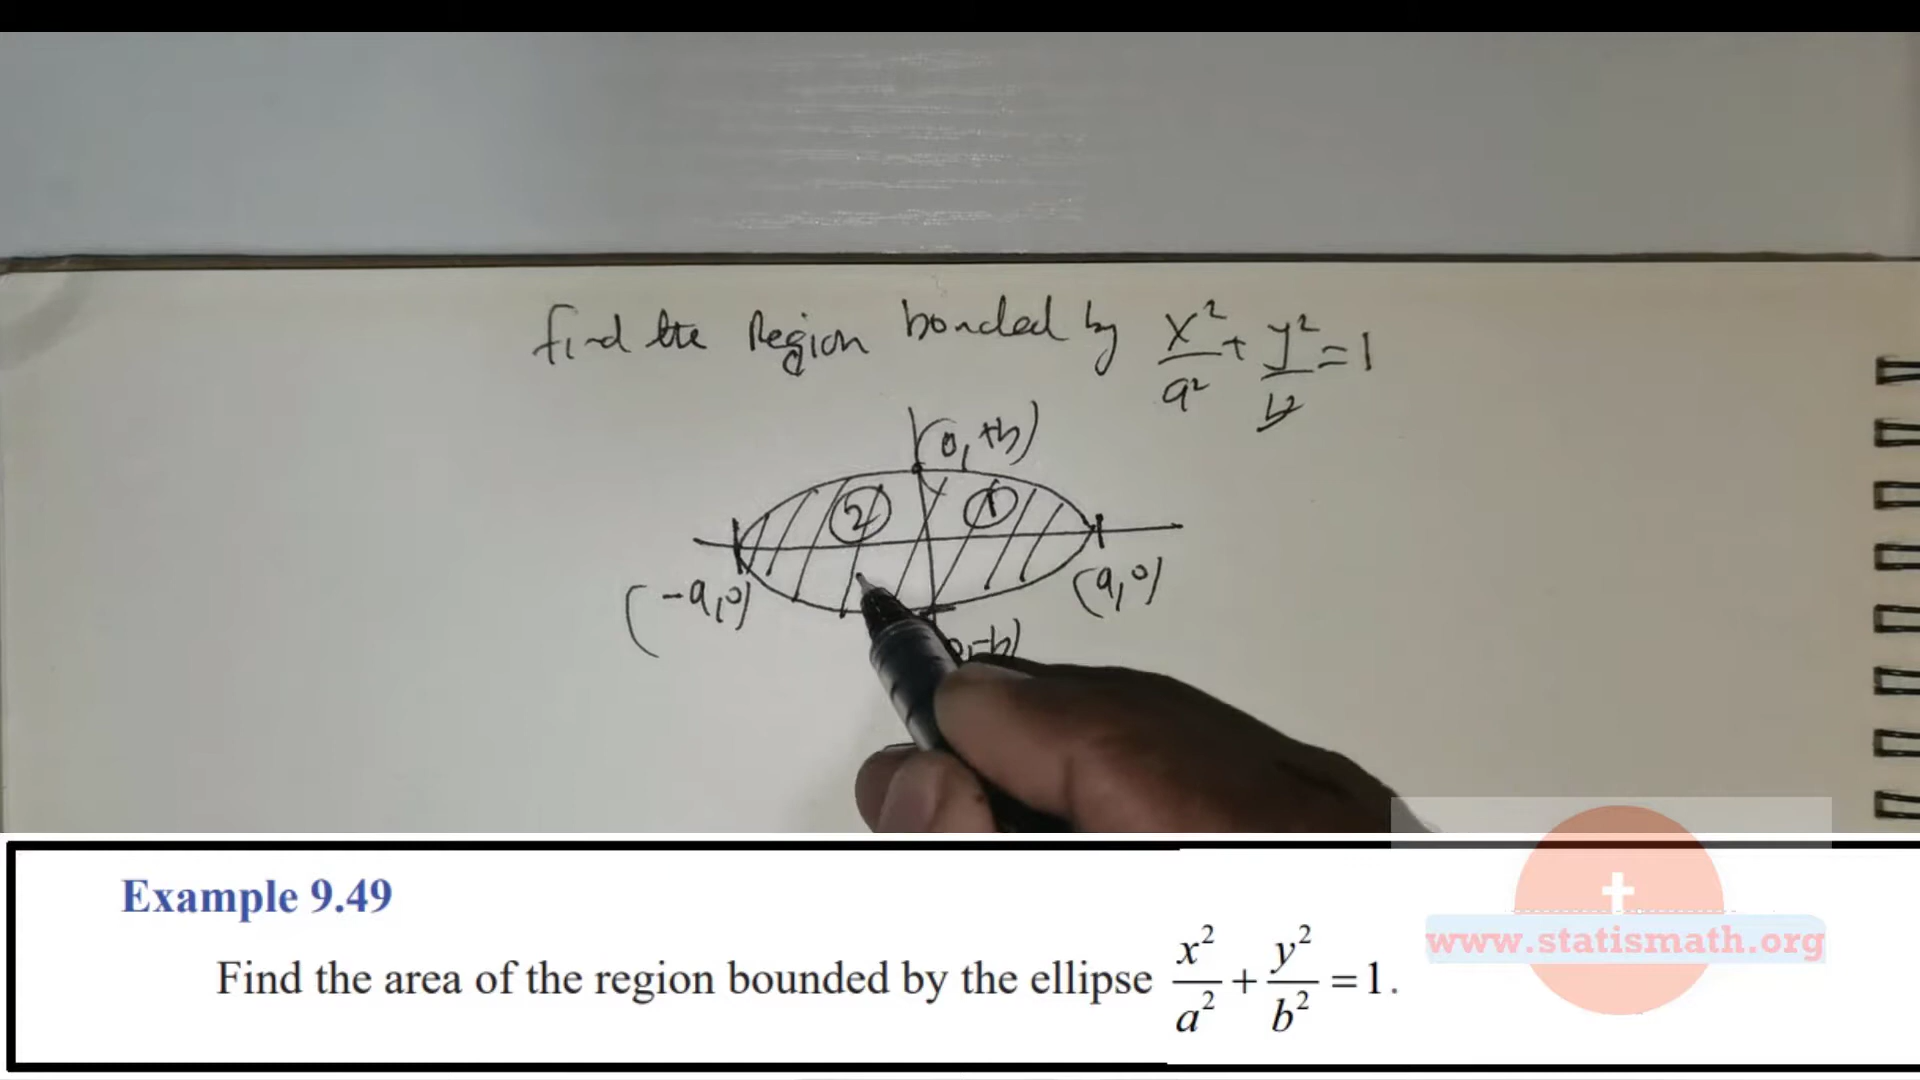 find the Region bonded by x²/a² + y²/b² = 1
(0, +b)
② ①
(-a, 0) (a, 0)
0, -b)
Example 9.49
Find the area of the region bounded by the ellipse x²/a² + y²/b² = 1.
www.statismath.org